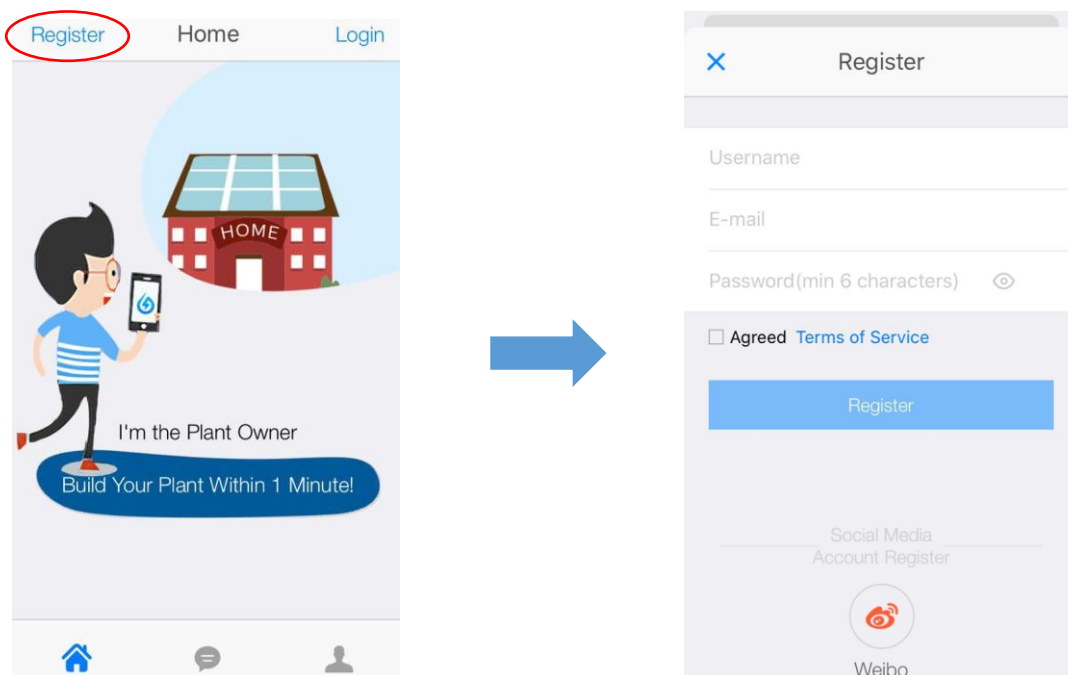 Register Home Login
HOME
I'm the Plant Owner
Build Your Plant Within 1 Minute!
Register
Username
E-mail
Password(min 6 characters)
Agreed Terms of Service
Register
Social Media
Account Register
Weibo